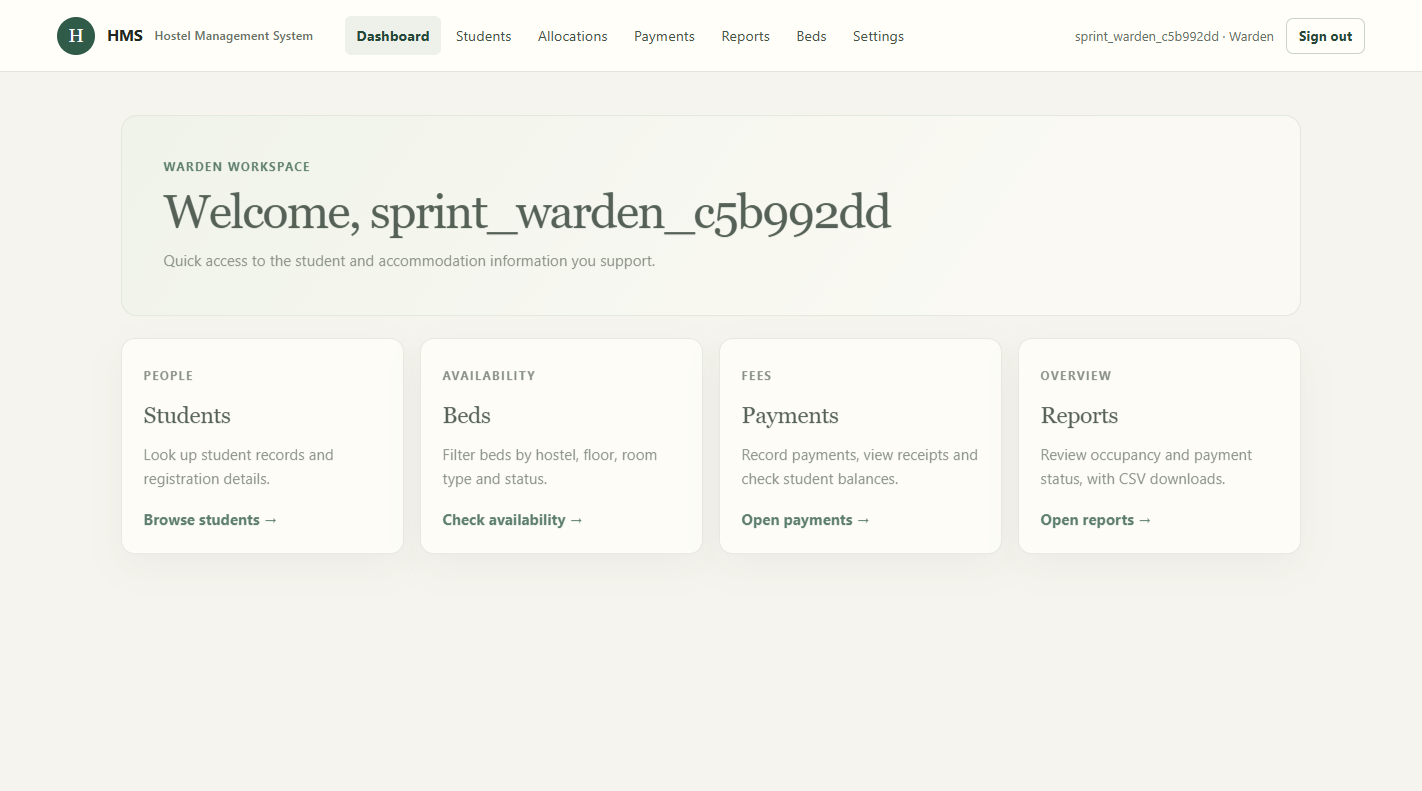 H HMS Hostel Management System Dashboard Students Allocations Payments Reports Beds Settings sprint_warden_c5b992dd · Warden Sign out
WARDEN WORKSPACE
Welcome, sprint_warden_c5b992dd
Quick access to the student and accommodation information you support.
PEOPLE
Students
Look up student records and
registration details.
Browse students →
AVAILABILITY
Beds
Filter beds by hostel, floor, room
type and status.
Check availability →
FEES
Payments
Record payments, view receipts and
check student balances.
Open payments →
OVERVIEW
Reports
Review occupancy and payment
status, with CSV downloads.
Open reports →